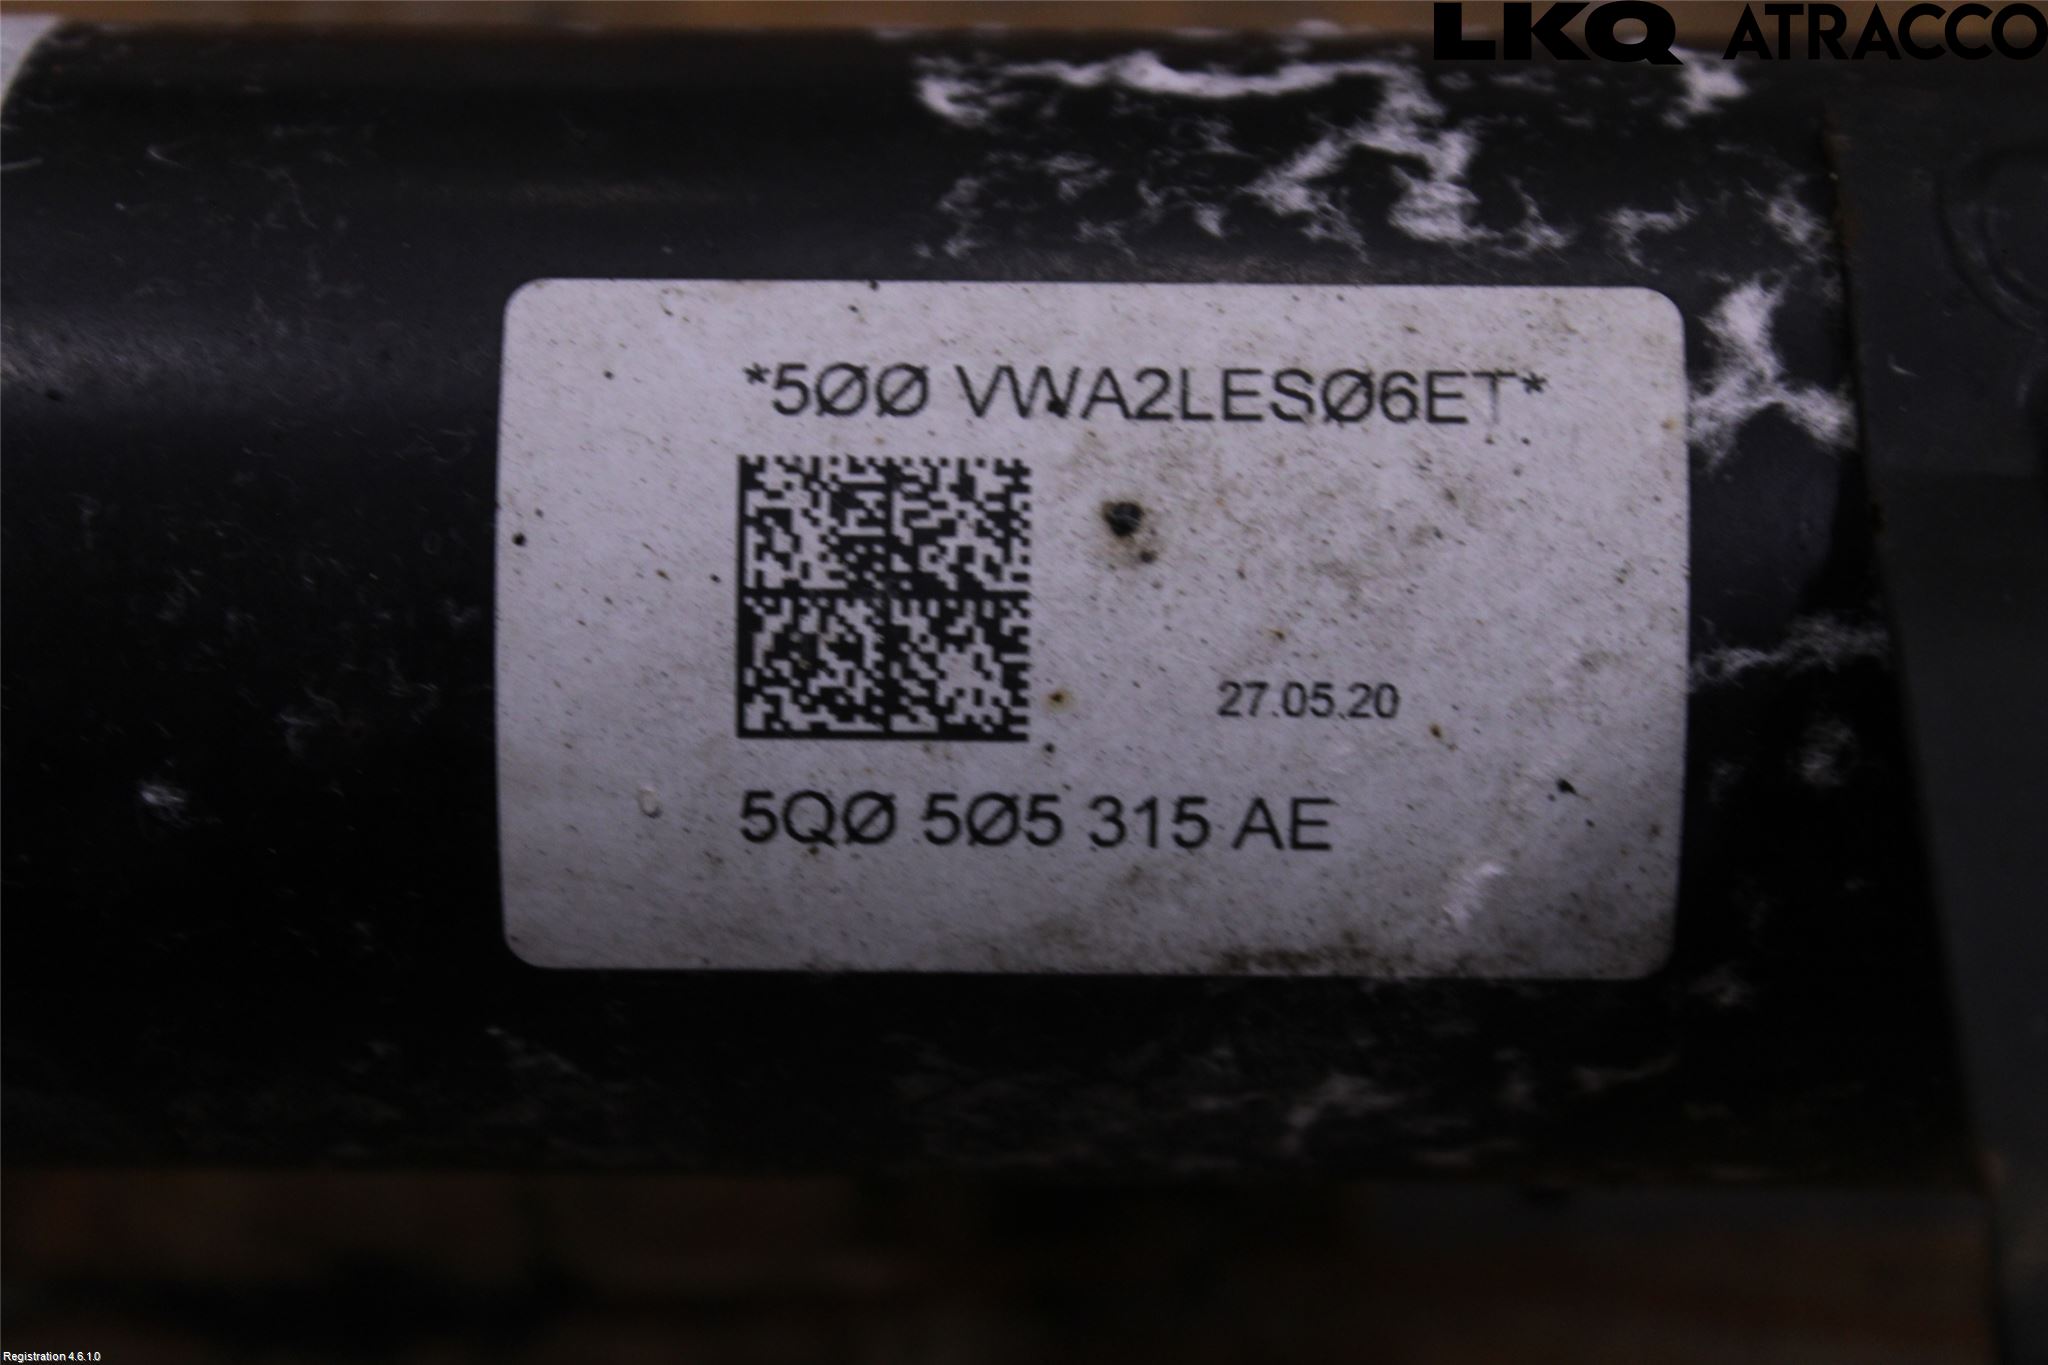 LKQ ATRACCO
*5ØØ VWA2LESØ6ET*
27.05.20
5QØ 5Ø5 315 AE
Registration 4.6.1.0